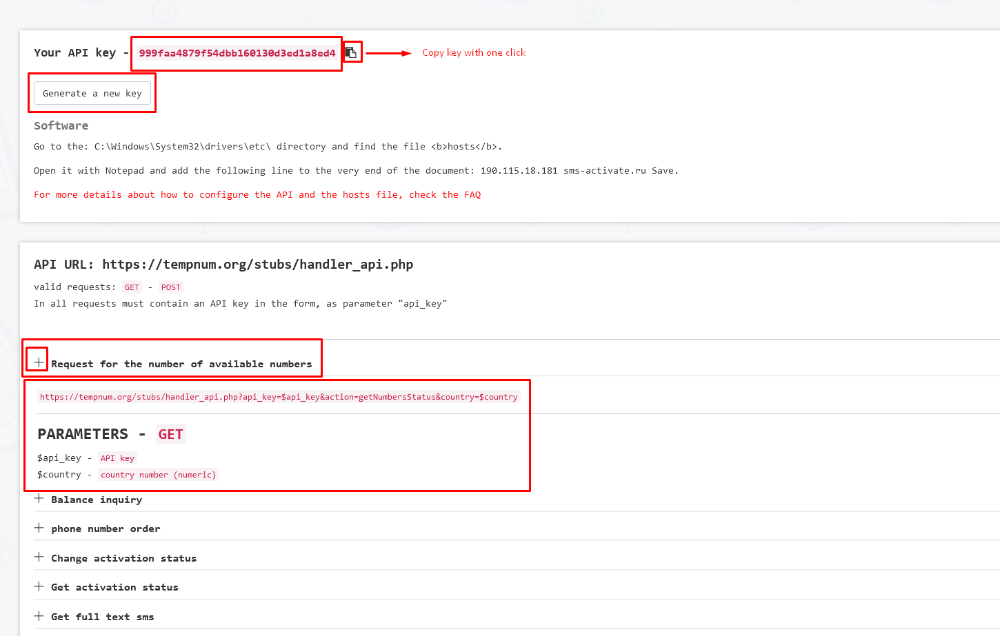 Your API key - 999faa4879f54dbb160130d3ed1a8ed4 Copy key with one click
Generate a new key
Software
Go to the: C:\Windows\System32\drivers\etc\ directory and find the file <b>hosts</b>.
Open it with Notepad and add the following line to the very end of the document: 190.115.18.181 sms-activate.ru Save.
For more details about how to configure the API and the hosts file, check the FAQ
API URL: https://tempnum.org/stubs/handler_api.php
valid requests: GET - POST
In all requests must contain an API key in the form, as parameter "api_key"
Request for the number of available numbers
https://tempnum.org/stubs/handler_api.php?api_key=$api_key&action=getNumbersStatus&country=$country
PARAMETERS - GET
$api_key - API key
$country - country number (numeric)
Balance inquiry
phone number order
Change activation status
Get activation status
Get full text sms